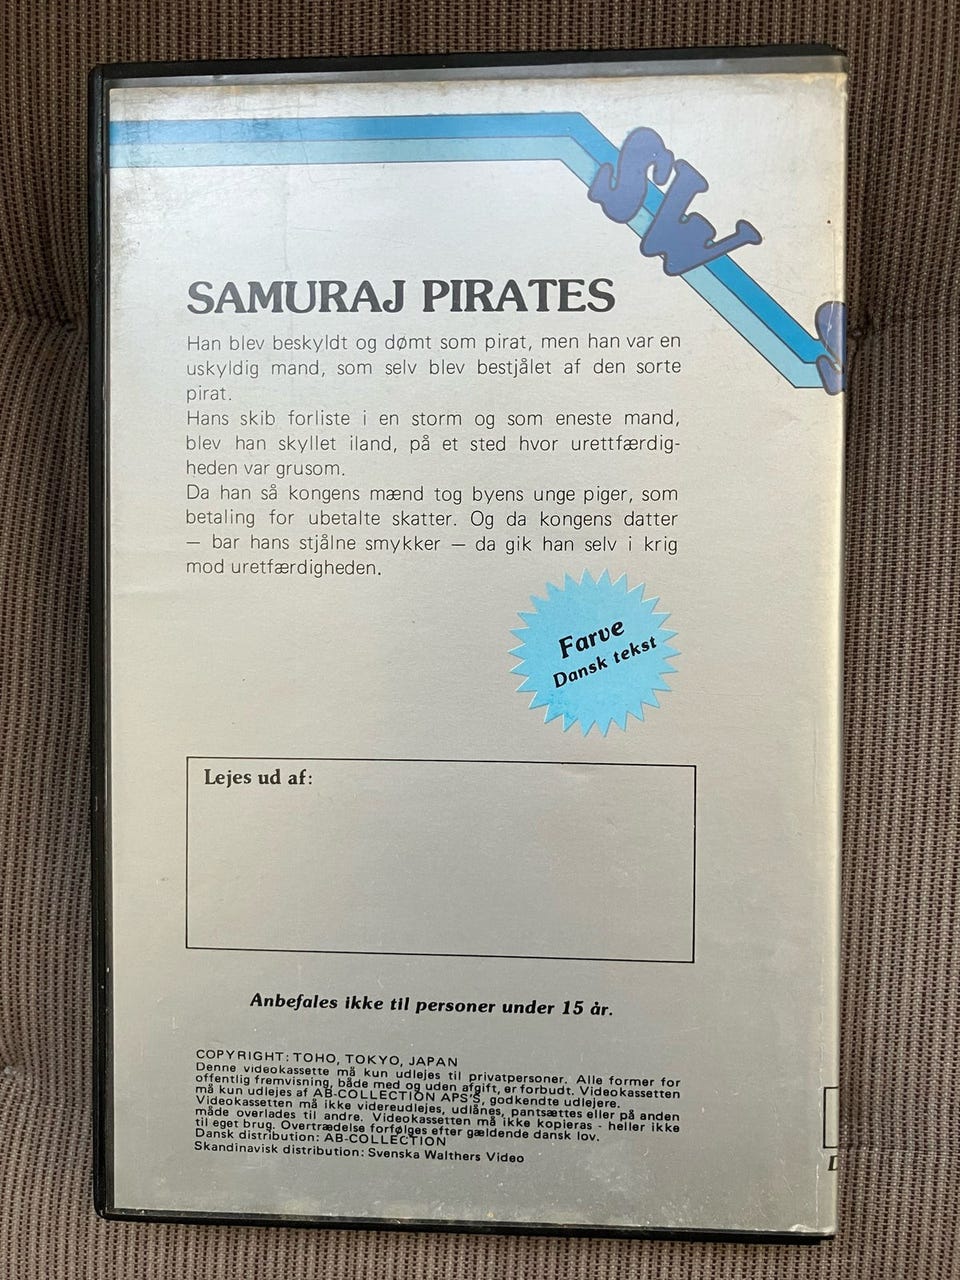 SW
SAMURAJ PIRATES
Han blev beskyldt og dømt som pirat, men han var en
uskyldig mand, som selv blev bestjålet af den sorte
pirat.
Hans skib forliste i en storm og som eneste mand,
blev han skyllet iland, på et sted hvor urettfærdig-
heden var grusom.
Da han så kongens mænd tog byens unge piger, som
betaling for ubetalte skatter. Og da kongens datter
— bar hans stjålne smykker — da gik han selv i krig
mod uretfærdigheden.
Farve
Dansk tekst
Lejes ud af:
Anbefales ikke til personer under 15 år.
COPYRIGHT: TOHO, TOKYO, JAPAN
Denne videokassette må kun udlejes til privatpersoner. Alle former for
offentlig fremvisning, både med og uden afgift, er forbudt. Videokassetten
må kun udlejes af AB-COLLECTION APS'S, godkendte udlejere.
Videokassetten må ikke videreudlejes, udlånes, pantsættes eller på anden
måde overlades til andre. Videokassetten må ikke kopieras - heller ikke
til eget brug. Overtrædelse forfølges efter gældende dansk lov.
Dansk distribution: AB-COLLECTION
Skandinavisk distribution: Svenska Walthers Video